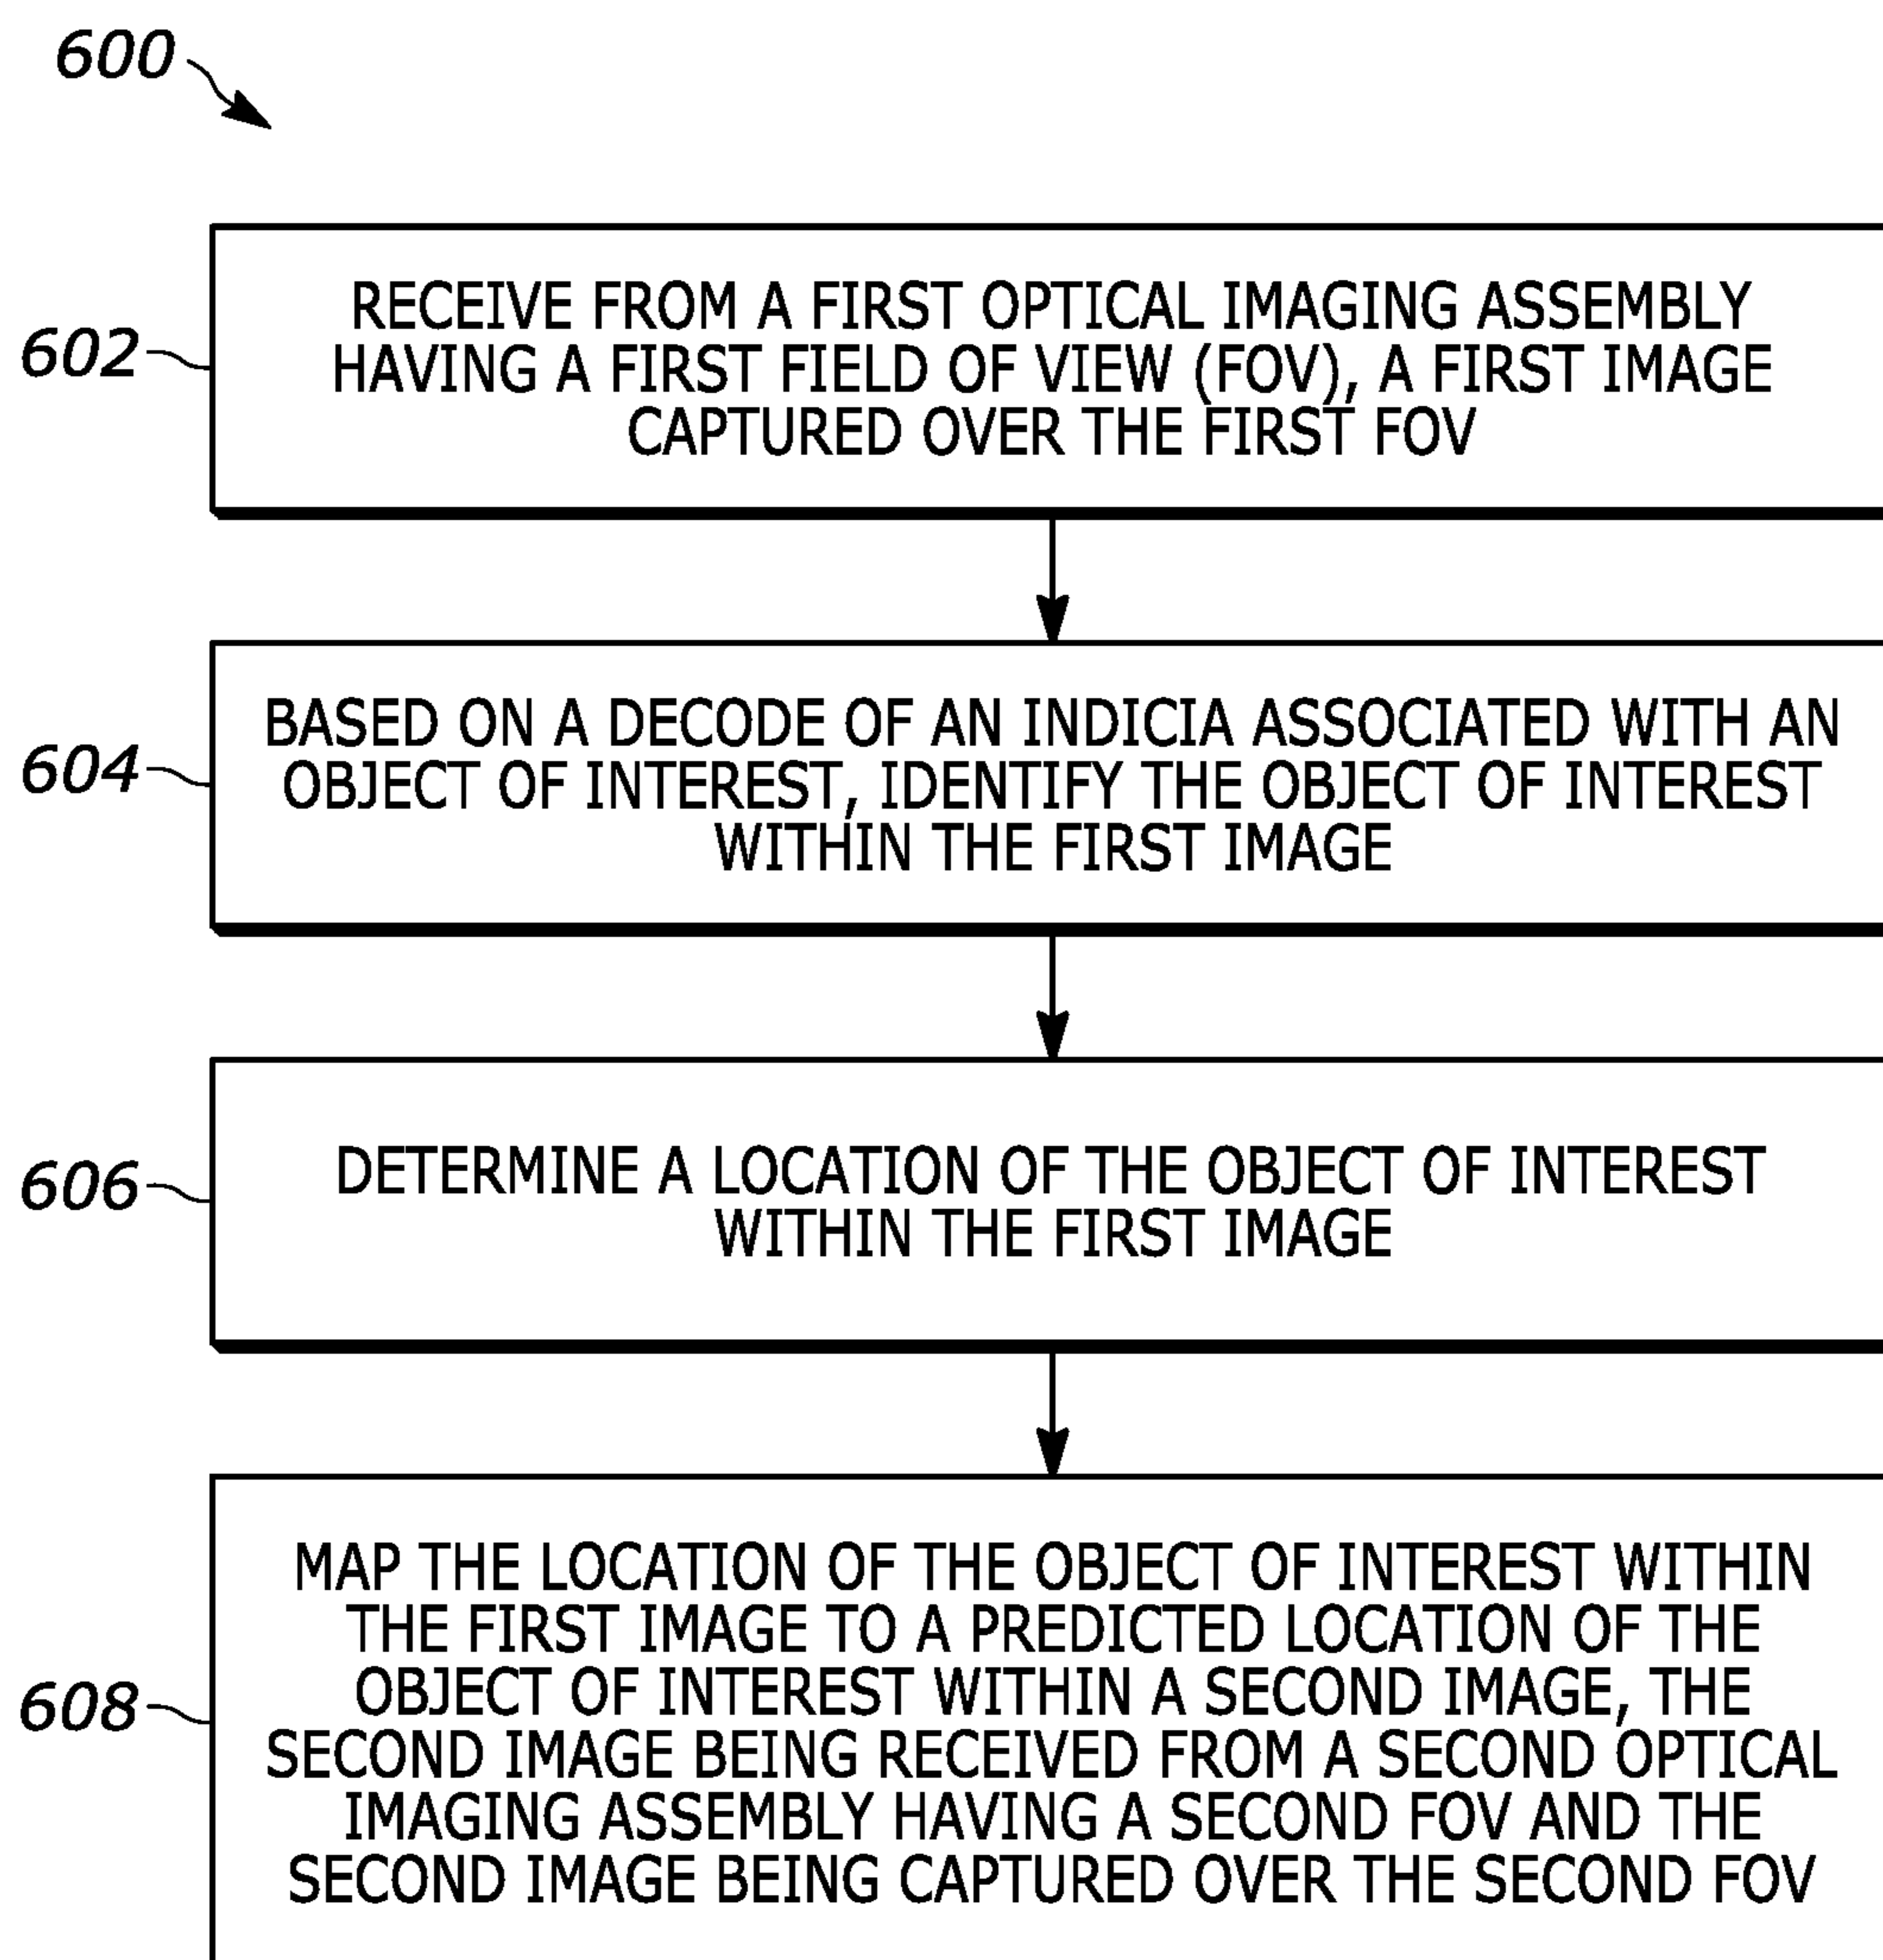 600
602
RECEIVE FROM A FIRST OPTICAL IMAGING ASSEMBLY
HAVING A FIRST FIELD OF VIEW (FOV), A FIRST IMAGE
CAPTURED OVER THE FIRST FOV
604
BASED ON A DECODE OF AN INDICIA ASSOCIATED WITH AN
OBJECT OF INTEREST, IDENTIFY THE OBJECT OF INTEREST
WITHIN THE FIRST IMAGE
606
DETERMINE A LOCATION OF THE OBJECT OF INTEREST
WITHIN THE FIRST IMAGE
608
MAP THE LOCATION OF THE OBJECT OF INTEREST WITHIN
THE FIRST IMAGE TO A PREDICTED LOCATION OF THE
OBJECT OF INTEREST WITHIN A SECOND IMAGE, THE
SECOND IMAGE BEING RECEIVED FROM A SECOND OPTICAL
IMAGING ASSEMBLY HAVING A SECOND FOV AND THE
SECOND IMAGE BEING CAPTURED OVER THE SECOND FOV